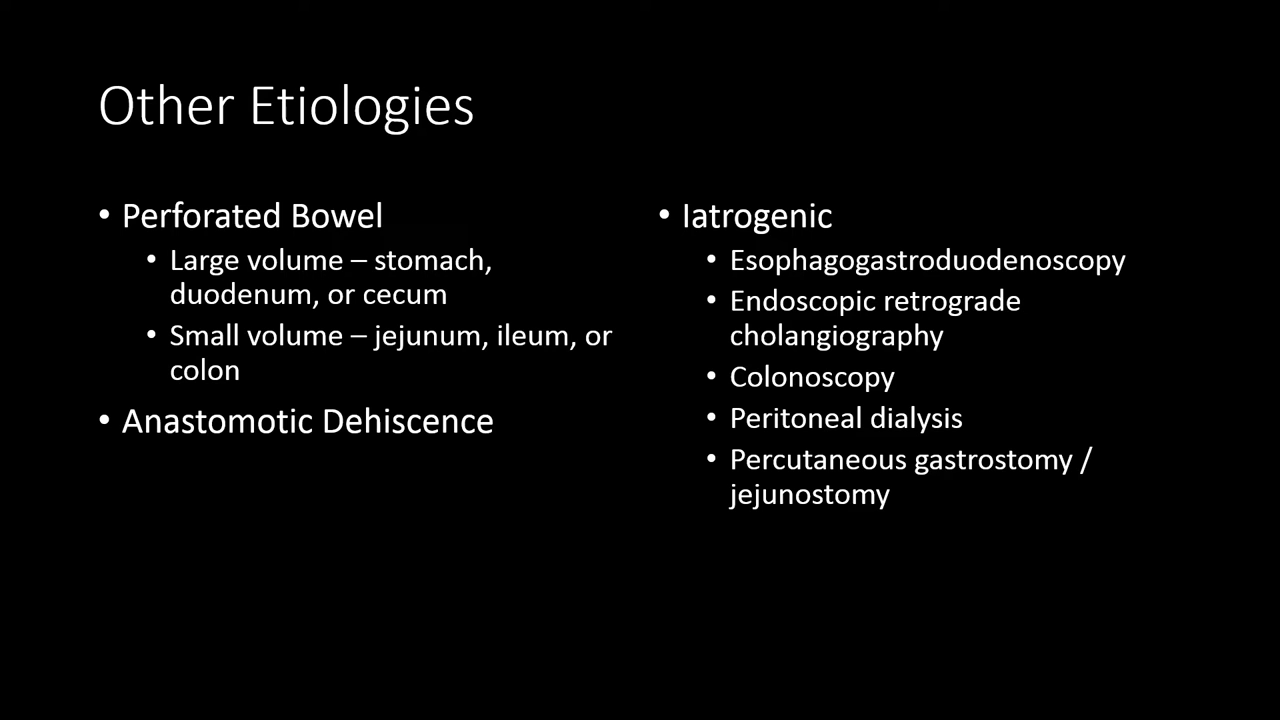 Other Etiologies
• Perforated Bowel
• Large volume – stomach,
duodenum, or cecum
• Small volume – jejunum, ileum, or
colon
• Anastomotic Dehiscence
• Iatrogenic
• Esophagogastroduodenoscopy
• Endoscopic retrograde
cholangiography
• Colonoscopy
• Peritoneal dialysis
• Percutaneous gastrostomy /
jejunostomy